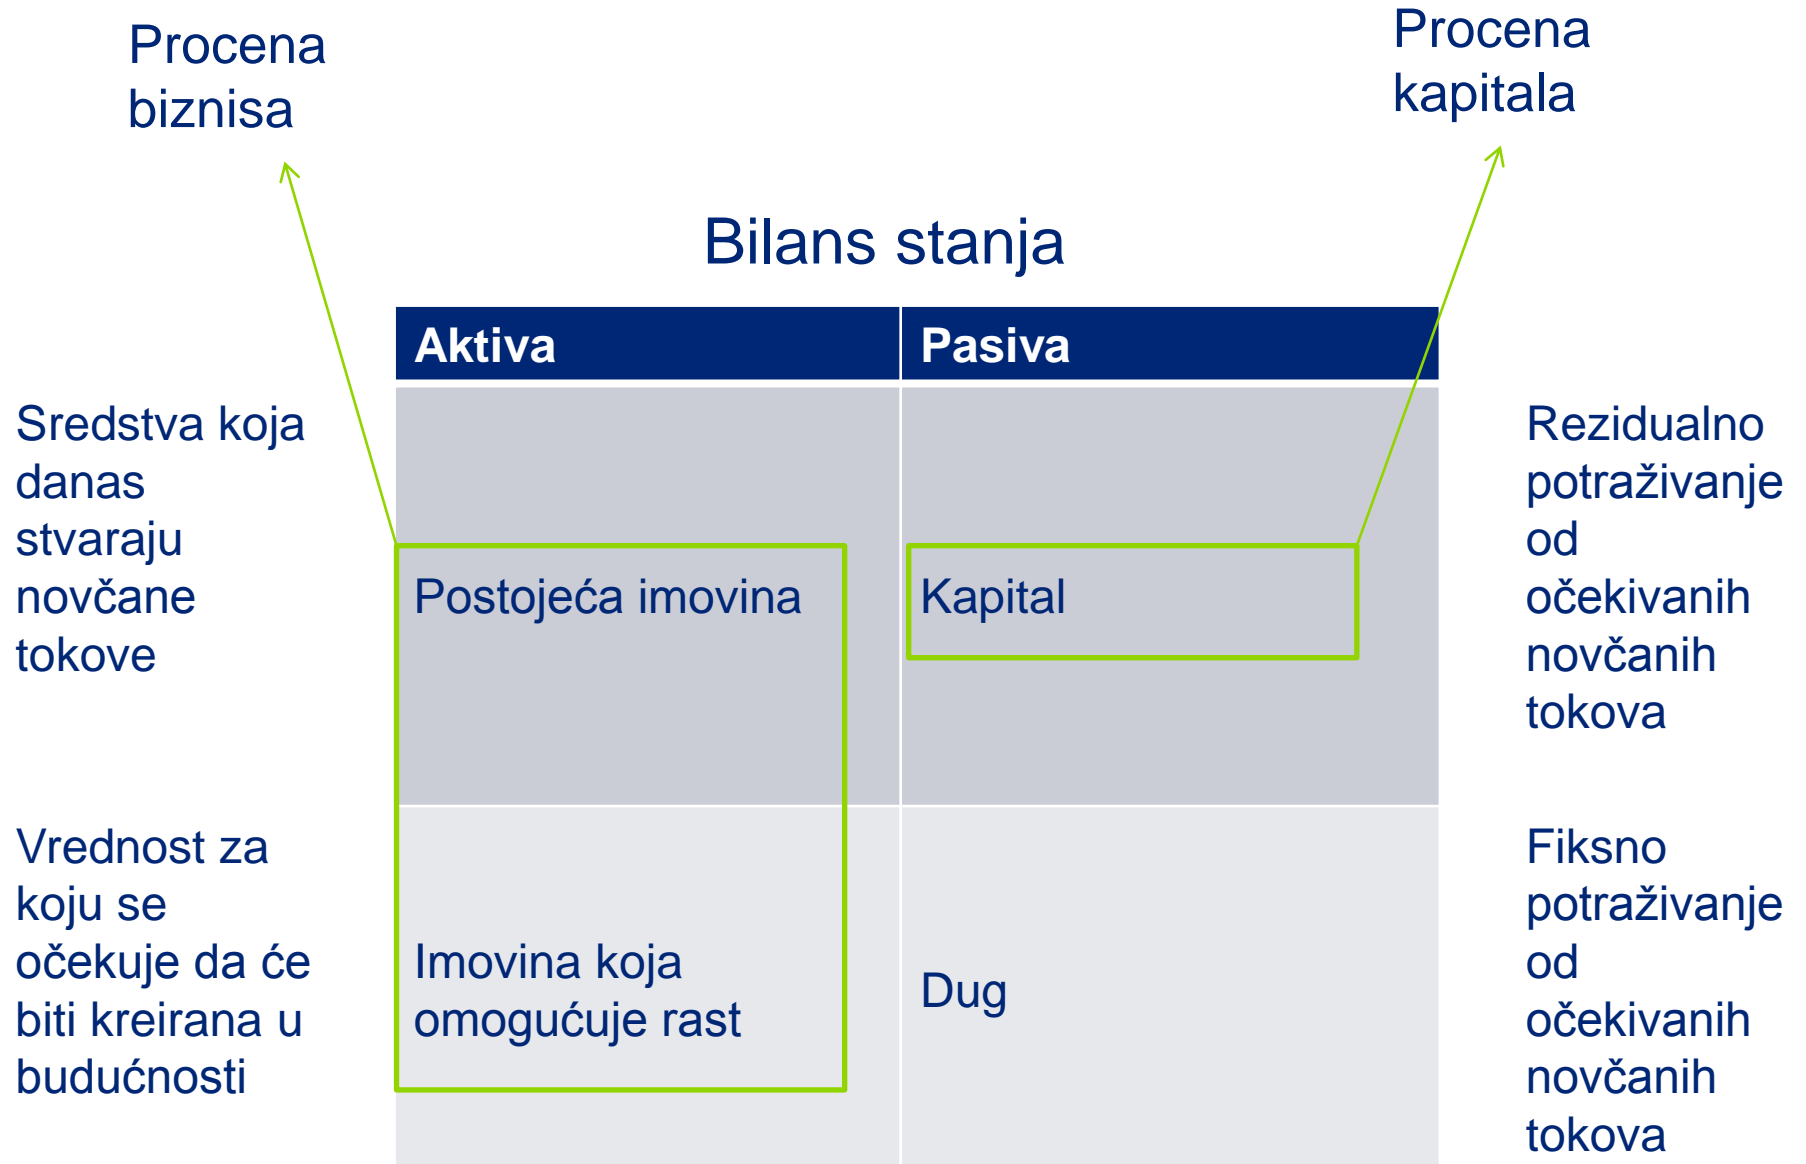 Procena
biznisa
Procena
kapitala
Bilans stanja
Aktiva
Pasiva
Sredstva koja
danas
stvaraju
novčane
tokove
Postojeća imovina
Kapital
Rezidualno
potraživanje
od
očekivanih
novčanih
tokova
Vrednost za
koju se
očekuje da će
biti kreirana u
budućnosti
Imovina koja
omogućuje rast
Dug
Fiksno
potraživanje
od
očekivanih
novčanih
tokova